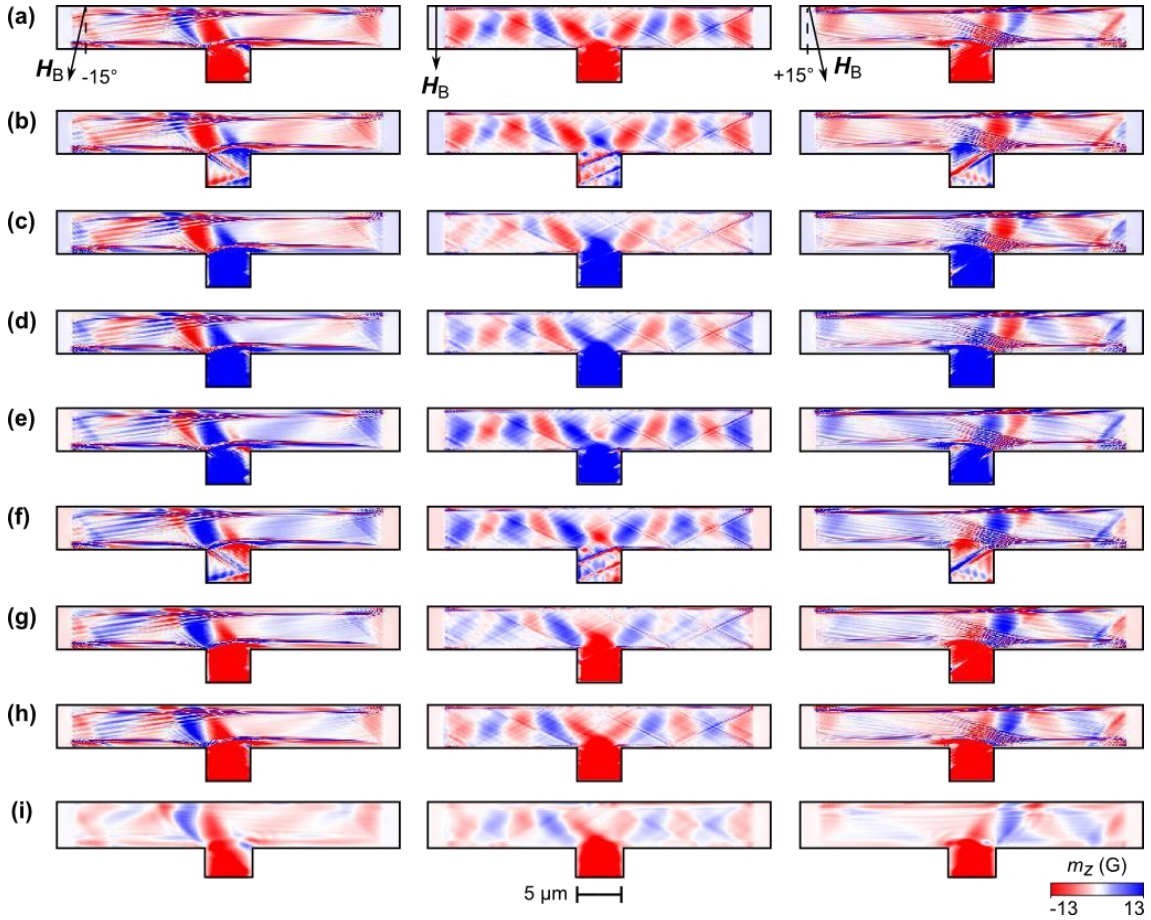 (a)
H_B -15°
H_B
+15° H_B
(b)
(c)
(d)
(e)
(f)
(g)
(h)
(i)
5 μm
m_z (G)
-13 13